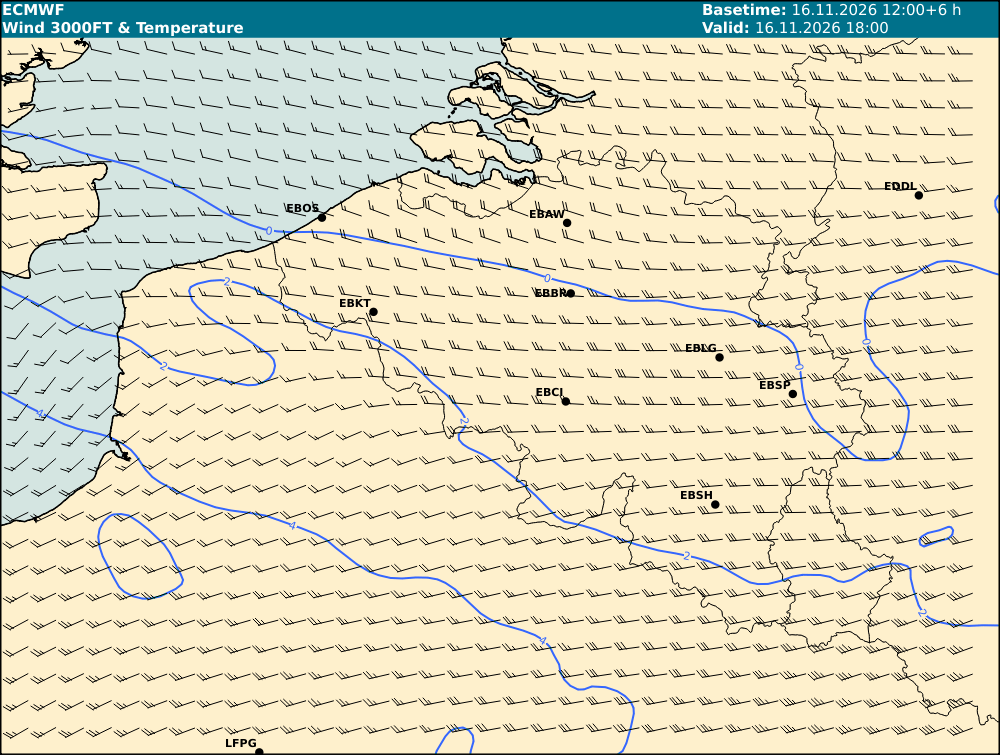 ECMWF
Basetime: 16.11.2026 12:00+6 h
Wind 3000FT & Temperature
Valid: 16.11.2026 18:00
EDDL
EBOS
EBAW
0
0
2
EBBR
EBKT
0
EBLG
2
0
EBSP
EBCI
4
2
EBSH
4
2
2
4
LFPG